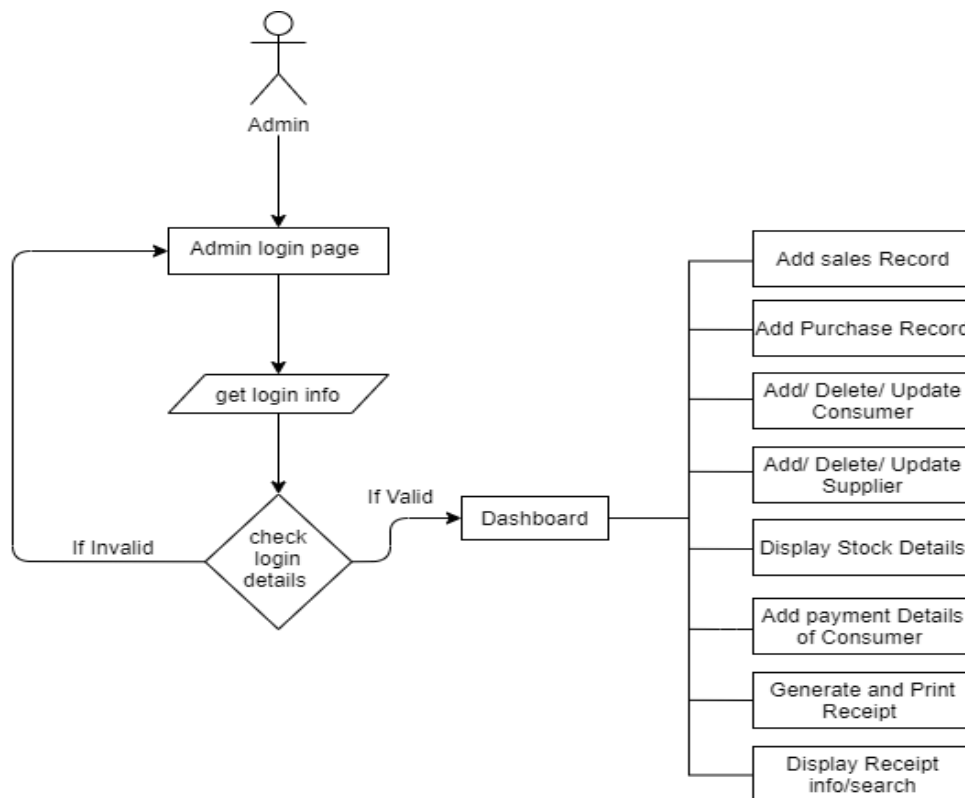 Admin
Admin login page
get login info
check
login
details
If Invalid
If Valid
Dashboard
Add sales Record
Add Purchase Record
Add/ Delete/ Update
Consumer
Add/ Delete/ Update
Supplier
Display Stock Details
Add payment Details
of Consumer
Generate and Print
Receipt
Display Receipt
info/search